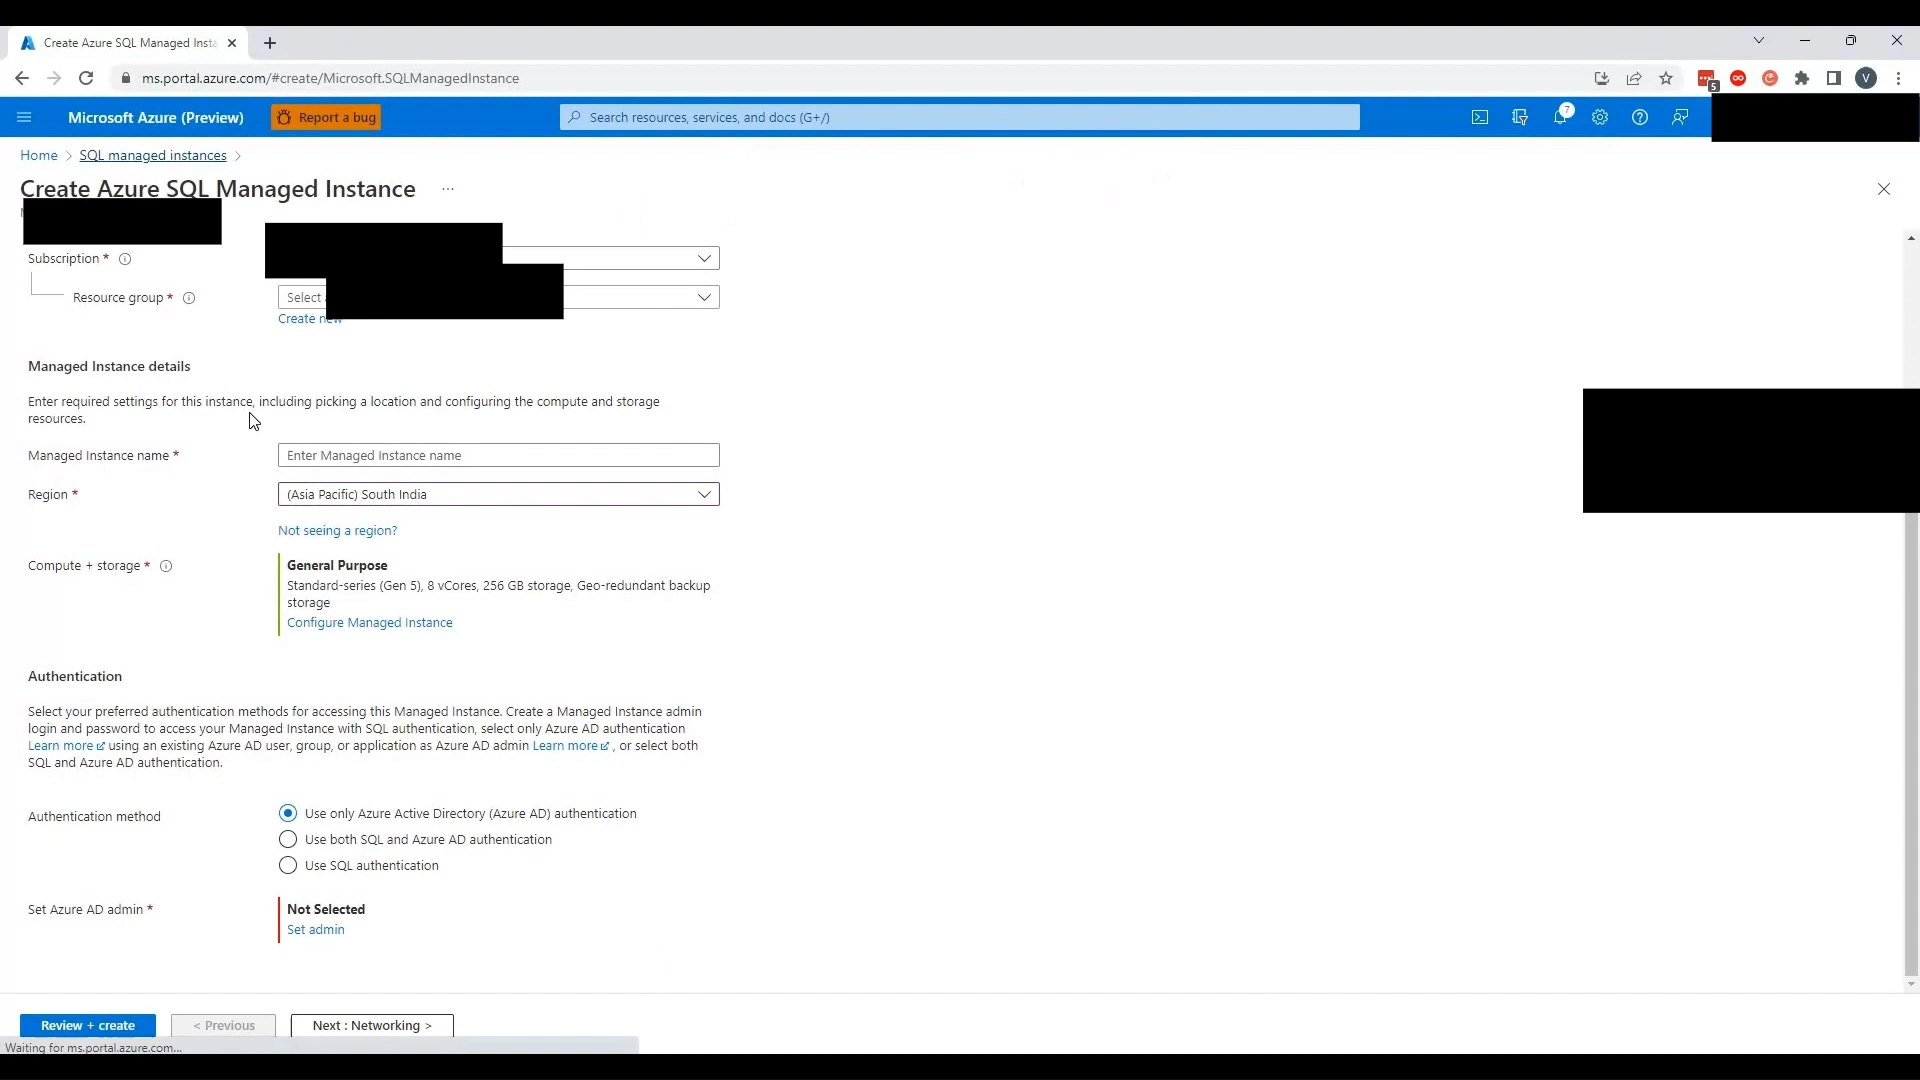 Create Azure SQL Managed Insta
ms.portal.azure.com/#create/Microsoft.SQLManagedInstance
5
V
Microsoft Azure (Preview)
Report a bug
Search resources, services, and docs (G+/)
7
Home > SQL managed instances >
Create Azure SQL Managed Instance ...
Subscription *
Resource group *
Select
Create new
Managed Instance details
Enter required settings for this instance, including picking a location and configuring the compute and storage
resources.
Managed Instance name *
Enter Managed Instance name
Region *
(Asia Pacific) South India
Not seeing a region?
Compute + storage *
General Purpose
Standard-series (Gen 5), 8 vCores, 256 GB storage, Geo-redundant backup
storage
Configure Managed Instance
Authentication
Select your preferred authentication methods for accessing this Managed Instance. Create a Managed Instance admin
login and password to access your Managed Instance with SQL authentication, select only Azure AD authentication
Learn more using an existing Azure AD user, group, or application as Azure AD admin Learn more , or select both
SQL and Azure AD authentication.
Authentication method
Use only Azure Active Directory (Azure AD) authentication
Use both SQL and Azure AD authentication
Use SQL authentication
Set Azure AD admin *
Not Selected
Set admin
Review + create
< Previous
Next : Networking >
Waiting for ms.portal.azure.com...